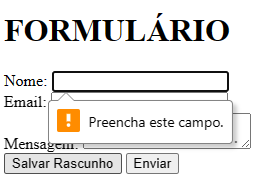 FORMULÁRIO
Nome:
Email:
Preencha este campo.
Mensagem:
Salvar Rascunho Enviar